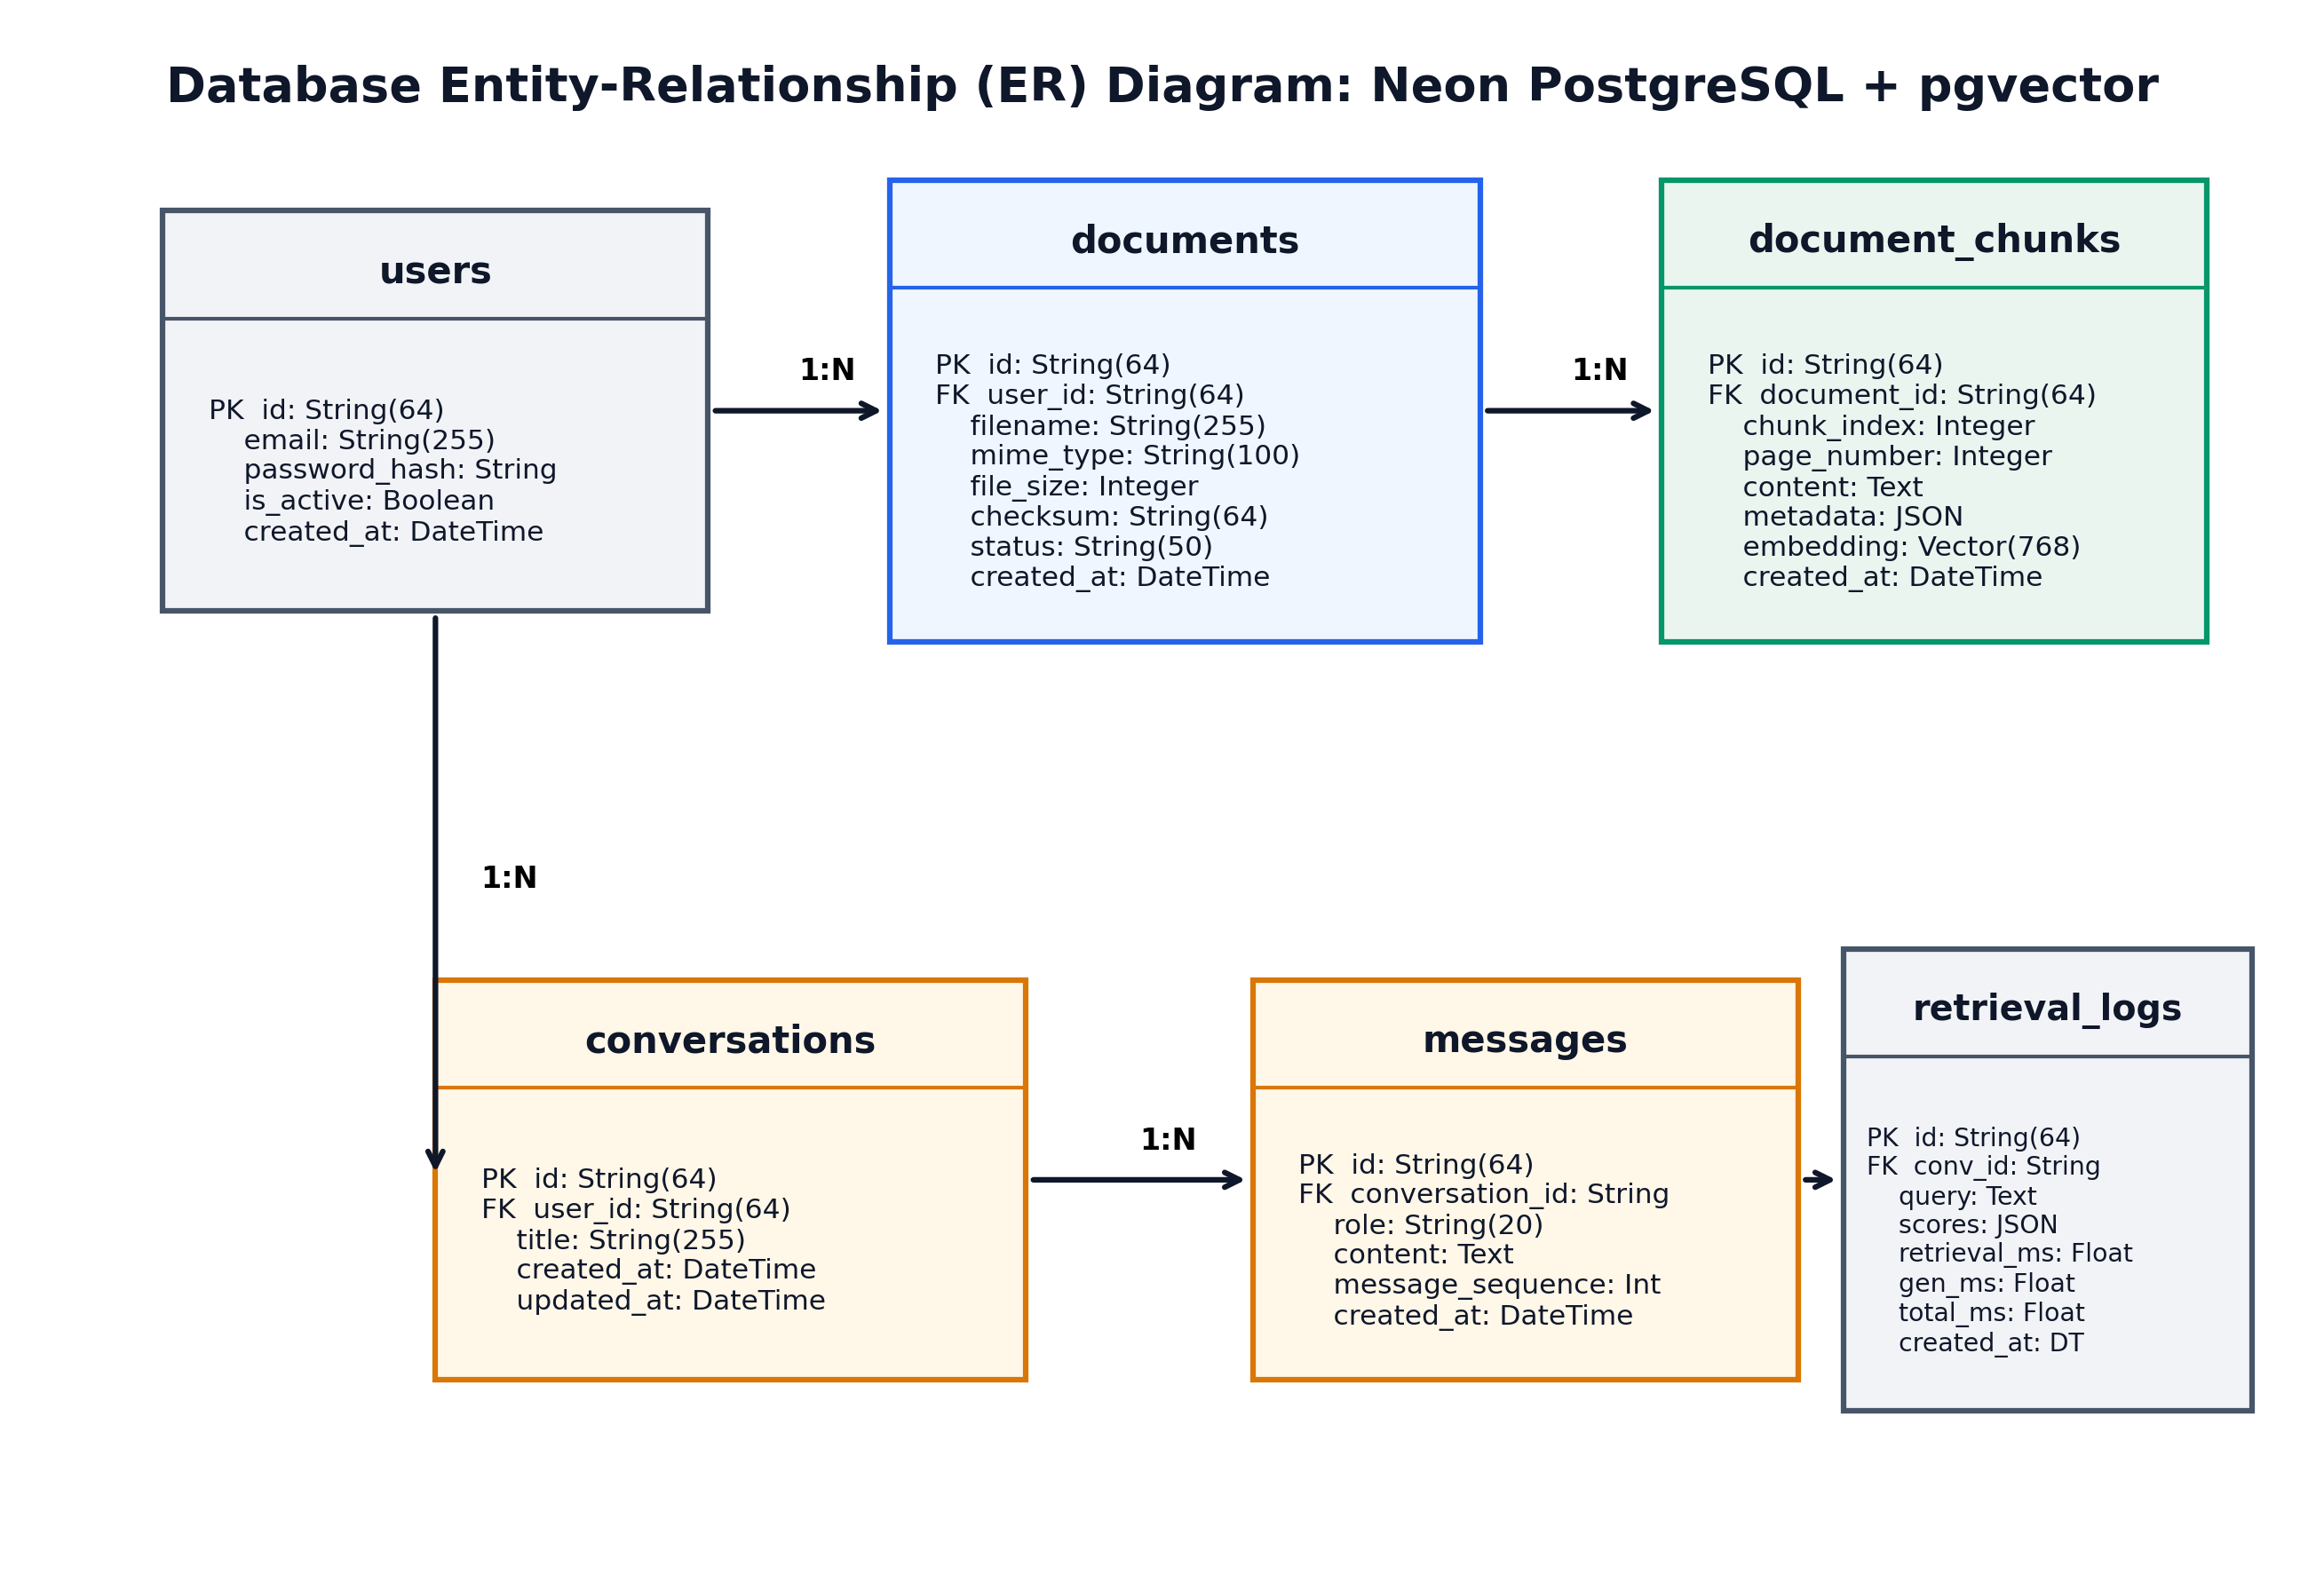 Database Entity-Relationship (ER) Diagram: Neon PostgreSQL + pgvector
users
PK  id: String(64)
email: String(255)
password_hash: String
is_active: Boolean
created_at: DateTime
1:N
documents
PK  id: String(64)
FK  user_id: String(64)
filename: String(255)
mime_type: String(100)
file_size: Integer
checksum: String(64)
status: String(50)
created_at: DateTime
1:N
document_chunks
PK  id: String(64)
FK  document_id: String(64)
chunk_index: Integer
page_number: Integer
content: Text
metadata: JSON
embedding: Vector(768)
created_at: DateTime
1:N
conversations
PK  id: String(64)
FK  user_id: String(64)
title: String(255)
created_at: DateTime
updated_at: DateTime
1:N
messages
PK  id: String(64)
FK  conversation_id: String
role: String(20)
content: Text
message_sequence: Int
created_at: DateTime
retrieval_logs
PK  id: String(64)
FK  conv_id: String
query: Text
scores: JSON
retrieval_ms: Float
gen_ms: Float
total_ms: Float
created_at: DT